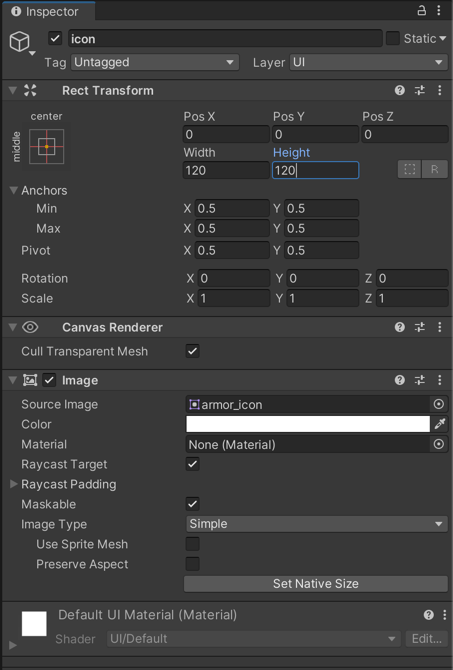 Inspector
icon Static
Tag Untagged Layer UI
Rect Transform
center Pos X Pos Y Pos Z
middle 0 0 0
Width Height
120 120 R
Anchors
Min X 0.5 Y 0.5
Max X 0.5 Y 0.5
Pivot X 0.5 Y 0.5
Rotation X 0 Y 0 Z 0
Scale X 1 Y 1 Z 1
Canvas Renderer
Cull Transparent Mesh
Image
Source Image armor_icon
Color
Material None (Material)
Raycast Target
Raycast Padding
Maskable
Image Type Simple
Use Sprite Mesh
Preserve Aspect
Set Native Size
Default UI Material (Material)
Shader UI/Default Edit...